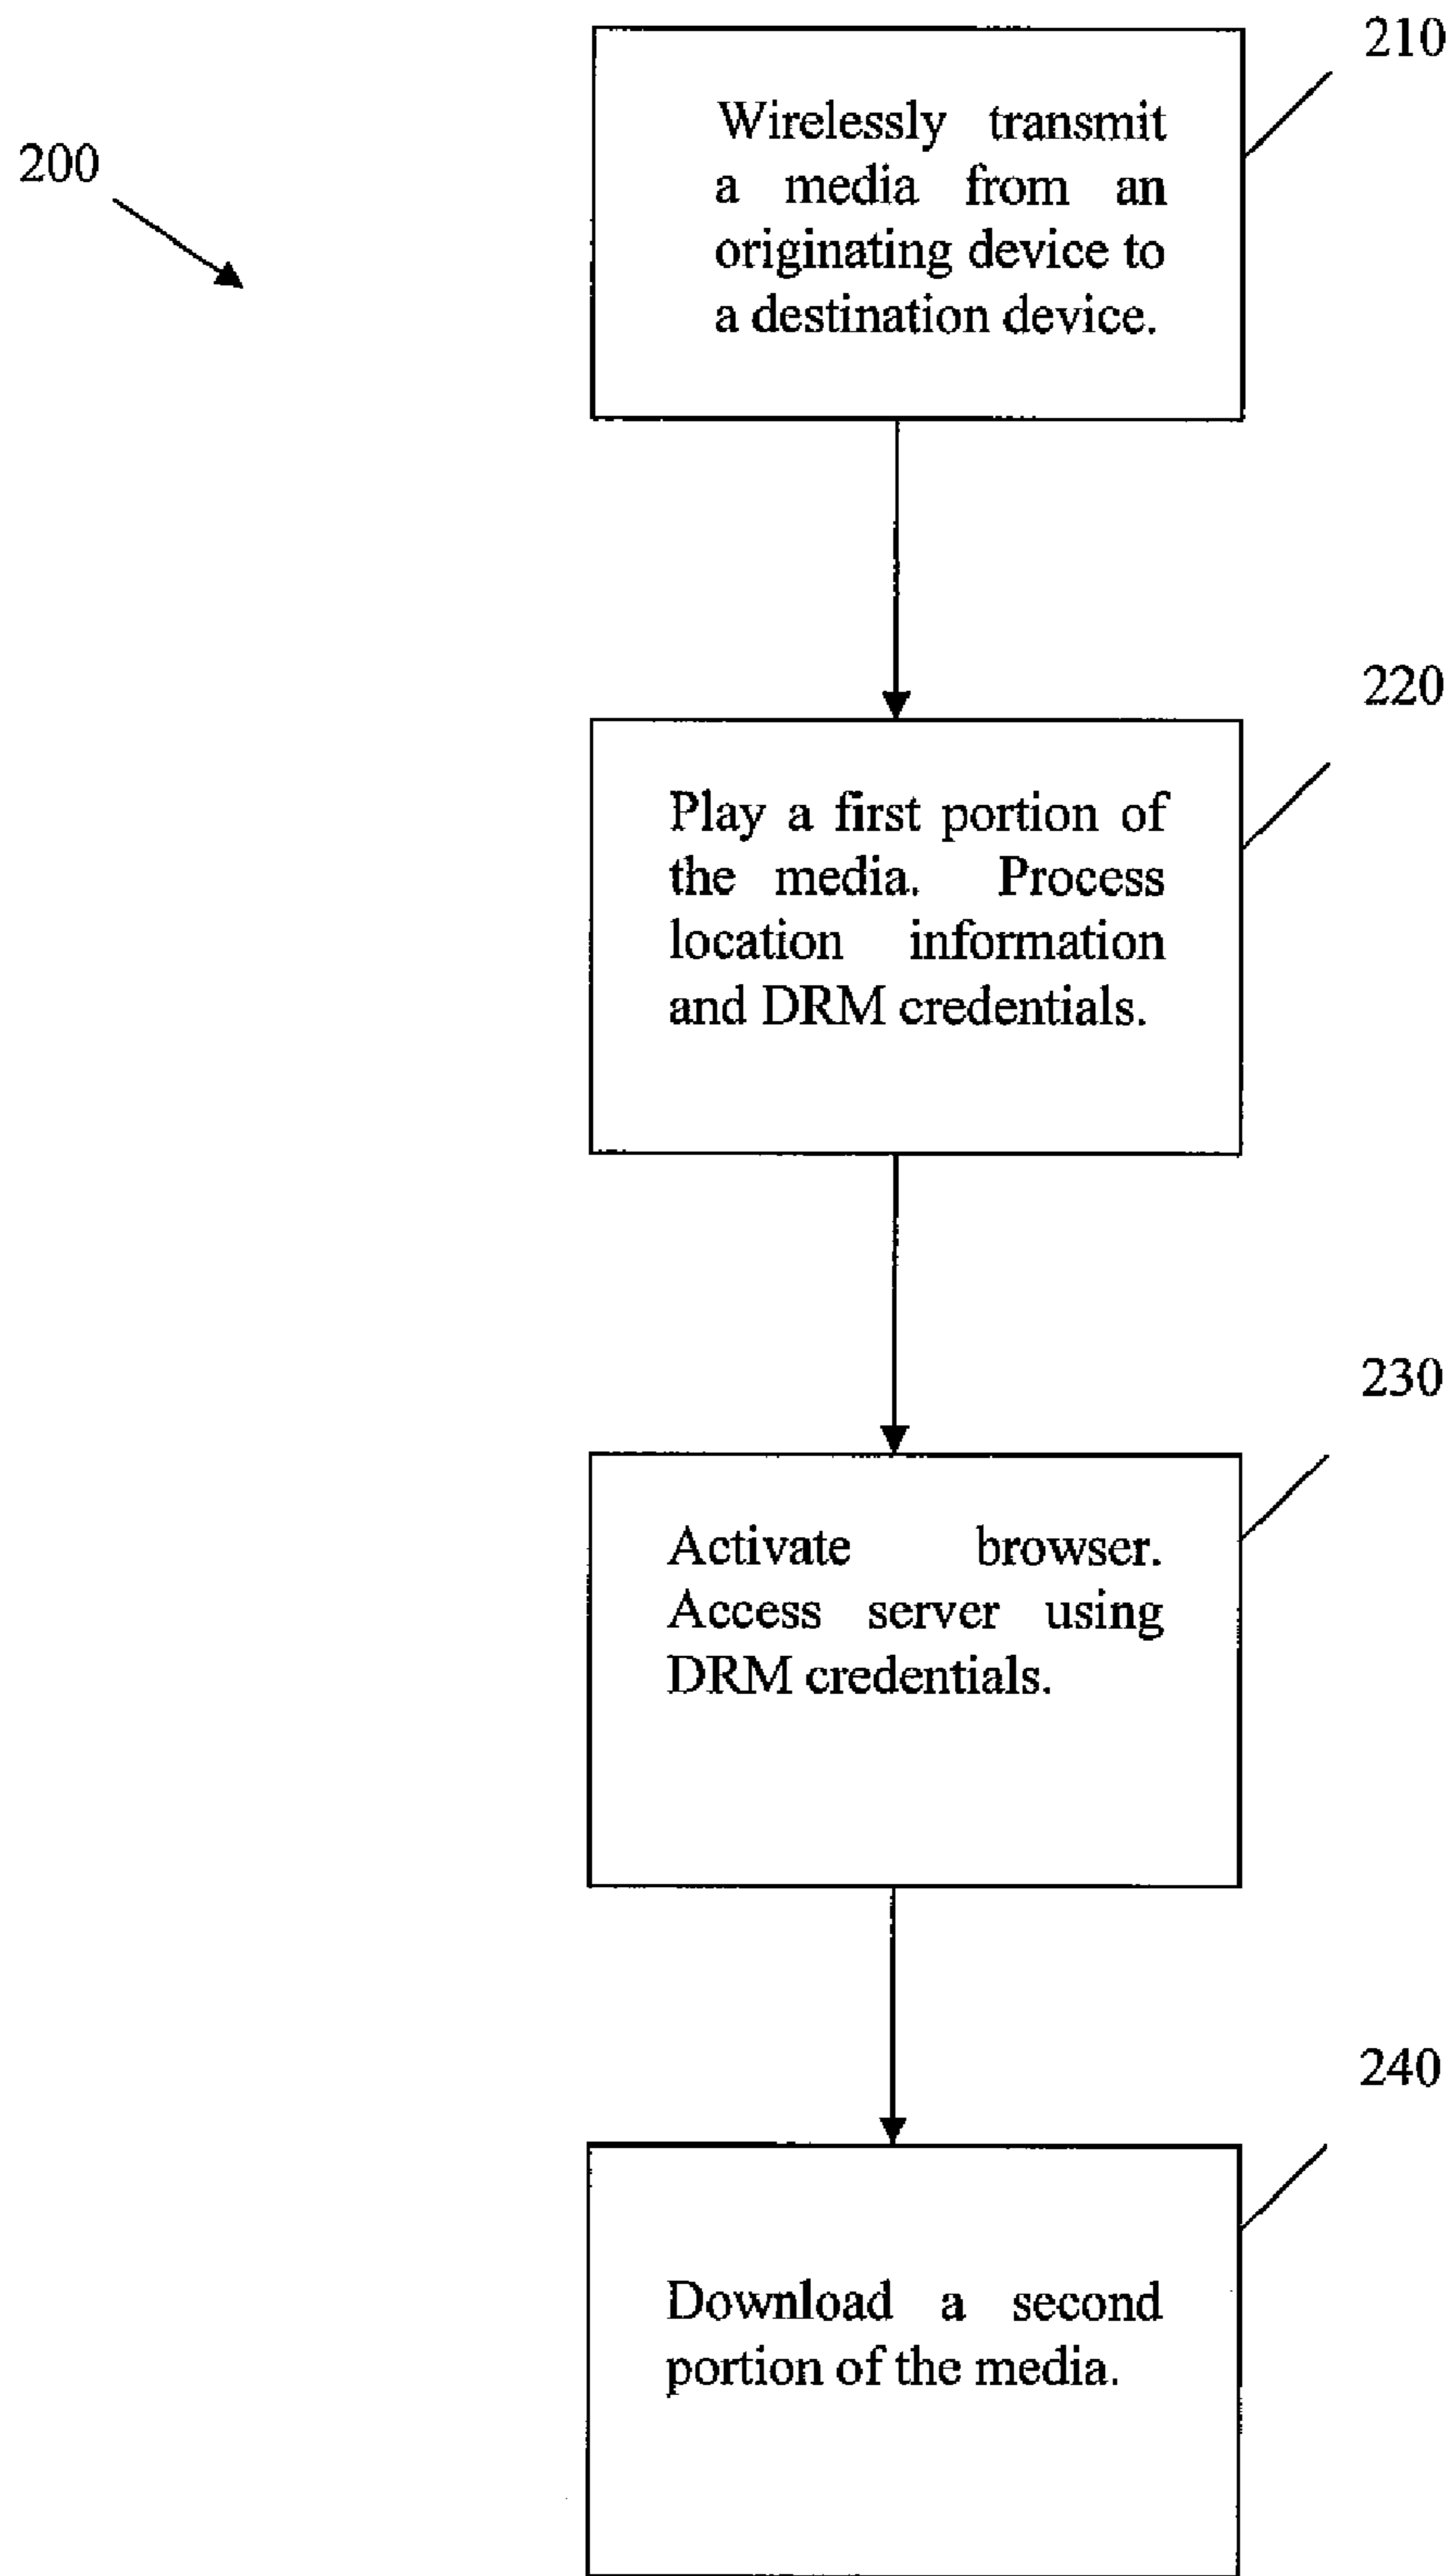 210
200
Wirelessly transmit
a media from an
originating device to
a destination device.
220
Play a first portion of
the media. Process
location information
and DRM credentials.
230
Activate browser.
Access server using
DRM credentials.
240
Download a second
portion of the media.